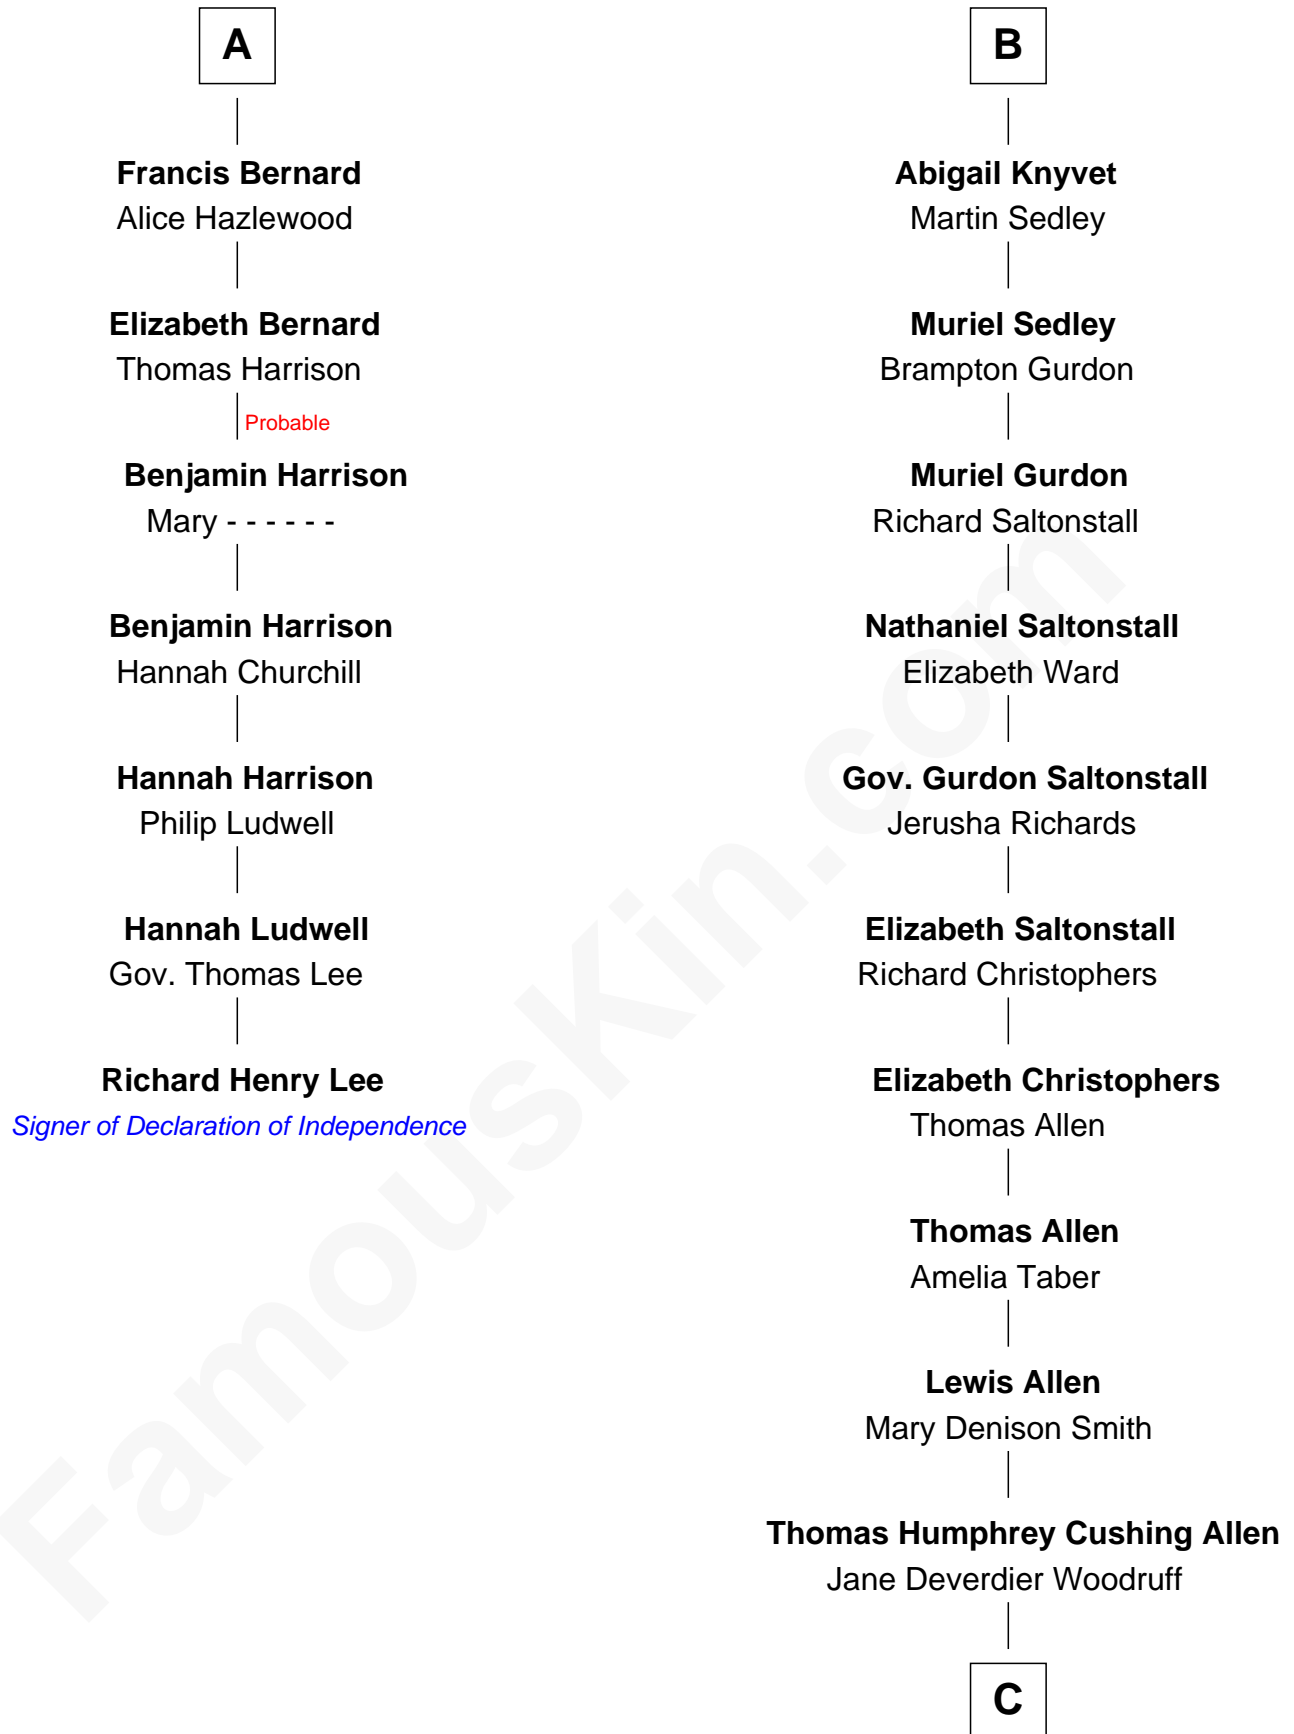 A
Francis Bernard
Alice Hazlewood
Elizabeth Bernard
Thomas Harrison
Probable
Benjamin Harrison
Mary - - - - - -
Benjamin Harrison
Hannah Churchill
Hannah Harrison
Philip Ludwell
Hannah Ludwell
Gov. Thomas Lee
Richard Henry Lee
Signer of Declaration of Independence
B
Abigail Knyvet
Martin Sedley
Muriel Sedley
Brampton Gurdon
Muriel Gurdon
Richard Saltonstall
Nathaniel Saltonstall
Elizabeth Ward
Gov. Gurdon Saltonstall
Jerusha Richards
Elizabeth Saltonstall
Richard Christophers
Elizabeth Christophers
Thomas Allen
Thomas Allen
Amelia Taber
Lewis Allen
Mary Denison Smith
Thomas Humphrey Cushing Allen
Jane Deverdier Woodruff
C
FamousKin.com